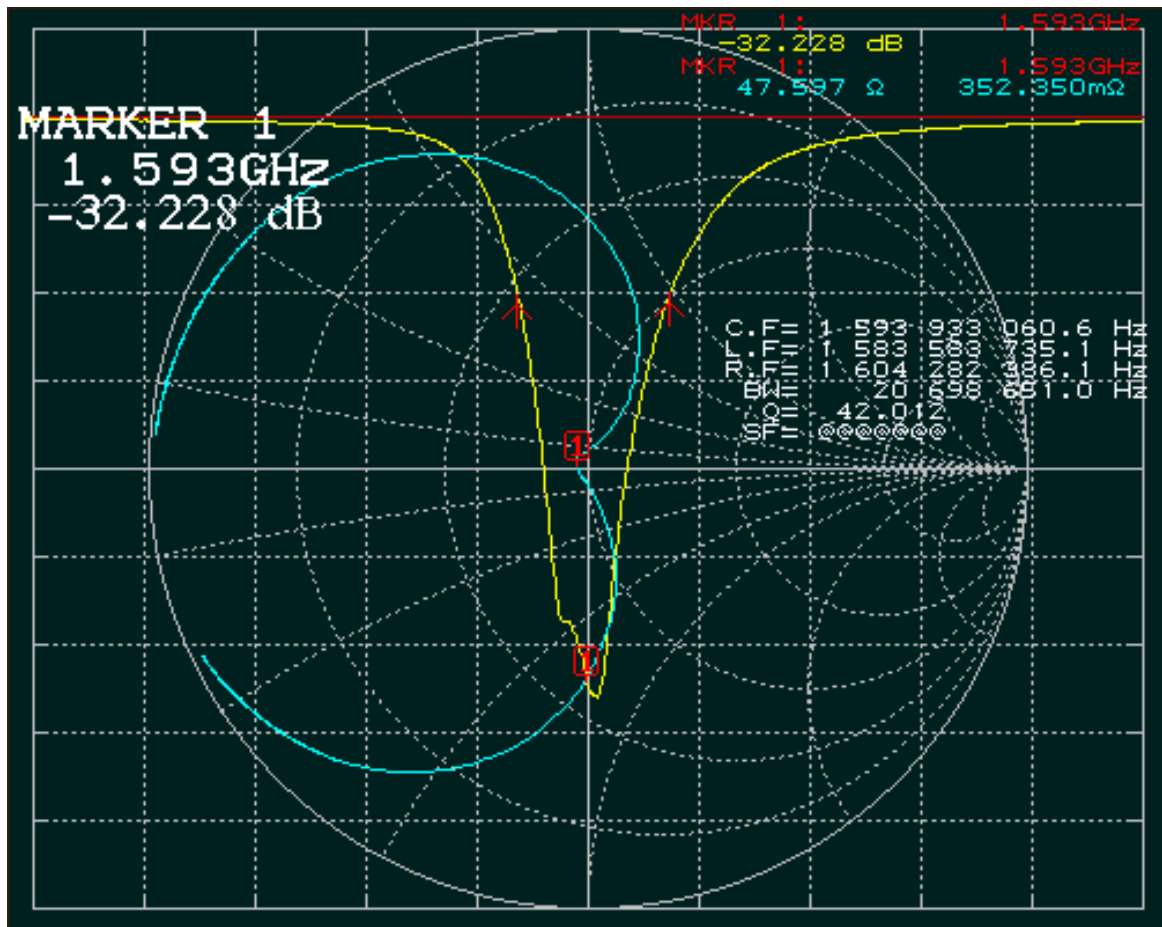 MKR 1: 1.593GHz
-32.228 dB
MKR 1: 1.593GHz
47.597 Ω 352.350mΩ
MARKER 1
1.593GHz
-32.228 dB
C.F= 1 593 933 060.6 Hz
L.F= 1 583 583 735.1 Hz
R.F= 1 604 282 386.1 Hz
BW= 20 698 651.0 Hz
Q= 42.012
SF= @@@@@@@
1
1